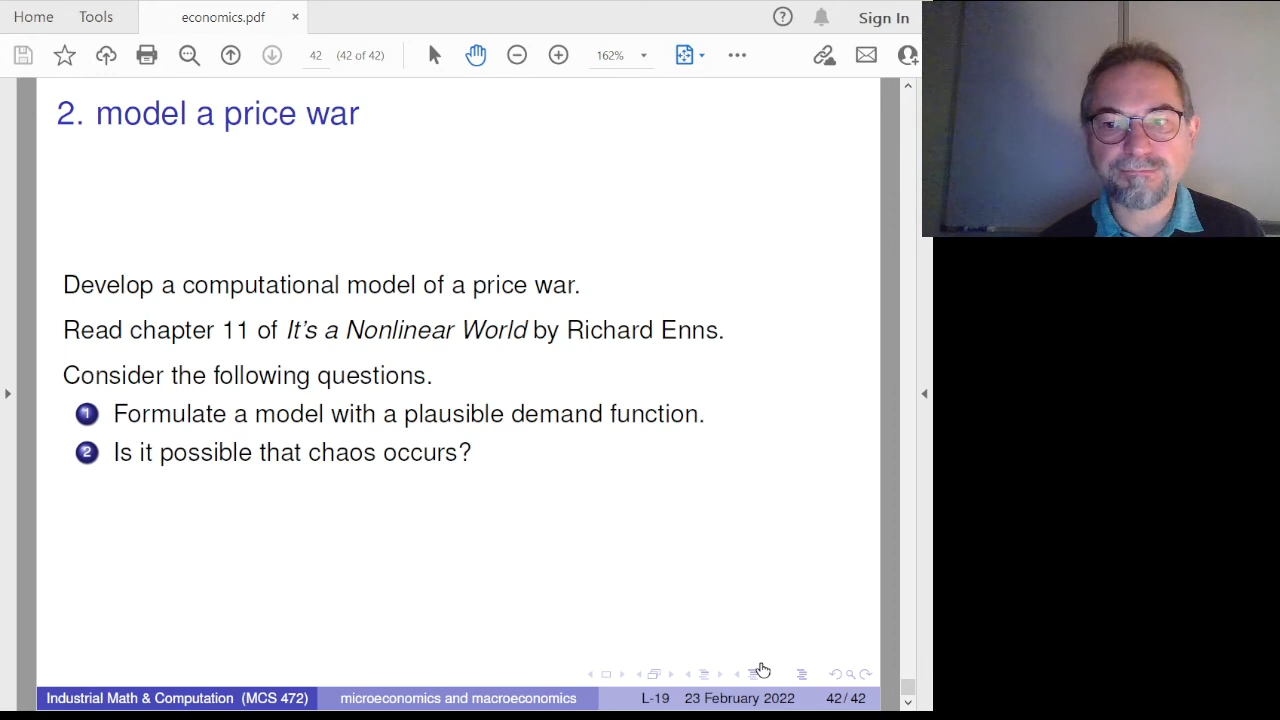 Home Tools economics.pdf × ? Sign In
42 (42 of 42) 162%
2. model a price war
Develop a computational model of a price war.
Read chapter 11 of It's a Nonlinear World by Richard Enns.
Consider the following questions.
1 Formulate a model with a plausible demand function.
2 Is it possible that chaos occurs?
Industrial Math & Computation (MCS 472) microeconomics and macroeconomics L-19 23 February 2022 42 / 42